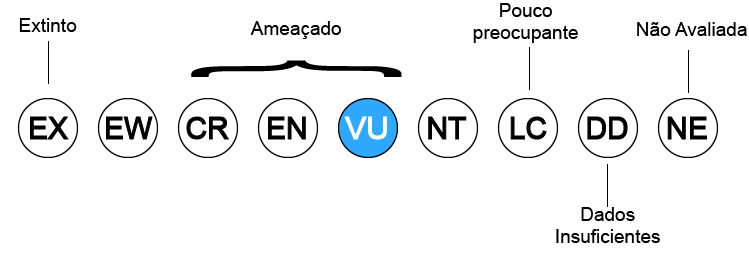 Extinto
Ameaçado
Pouco
preocupante
Não Avaliada
EX EW CR EN VU NT LC DD NE
Dados
Insuficientes